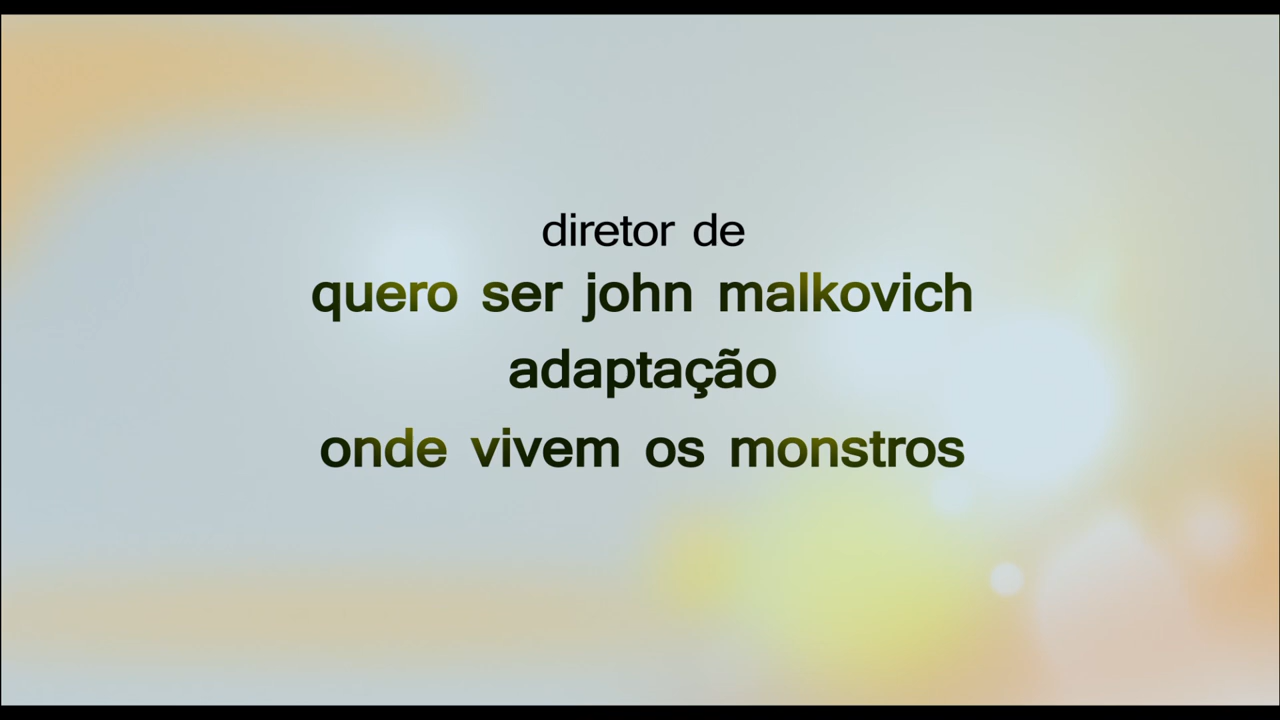 diretor de
quero ser john malkovich
adaptação
onde vivem os monstros